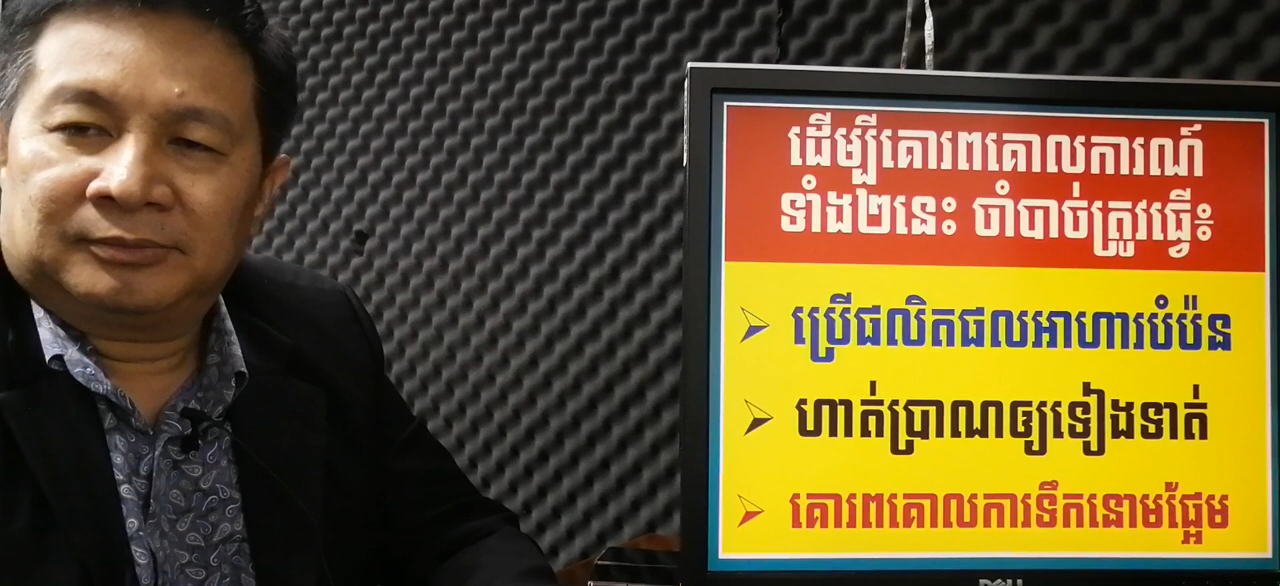 ដើម្បីគោរពគោលការណ៍
ទាំង២នេះ ចាំបាច់ត្រូវធ្វើ៖
ប្រើផលិតផលអាហារបំប៉ន
ហាត់ប្រាណឲ្យទៀងទាត់
គោរពគោលការទឹកនោមផ្អែម
DELL